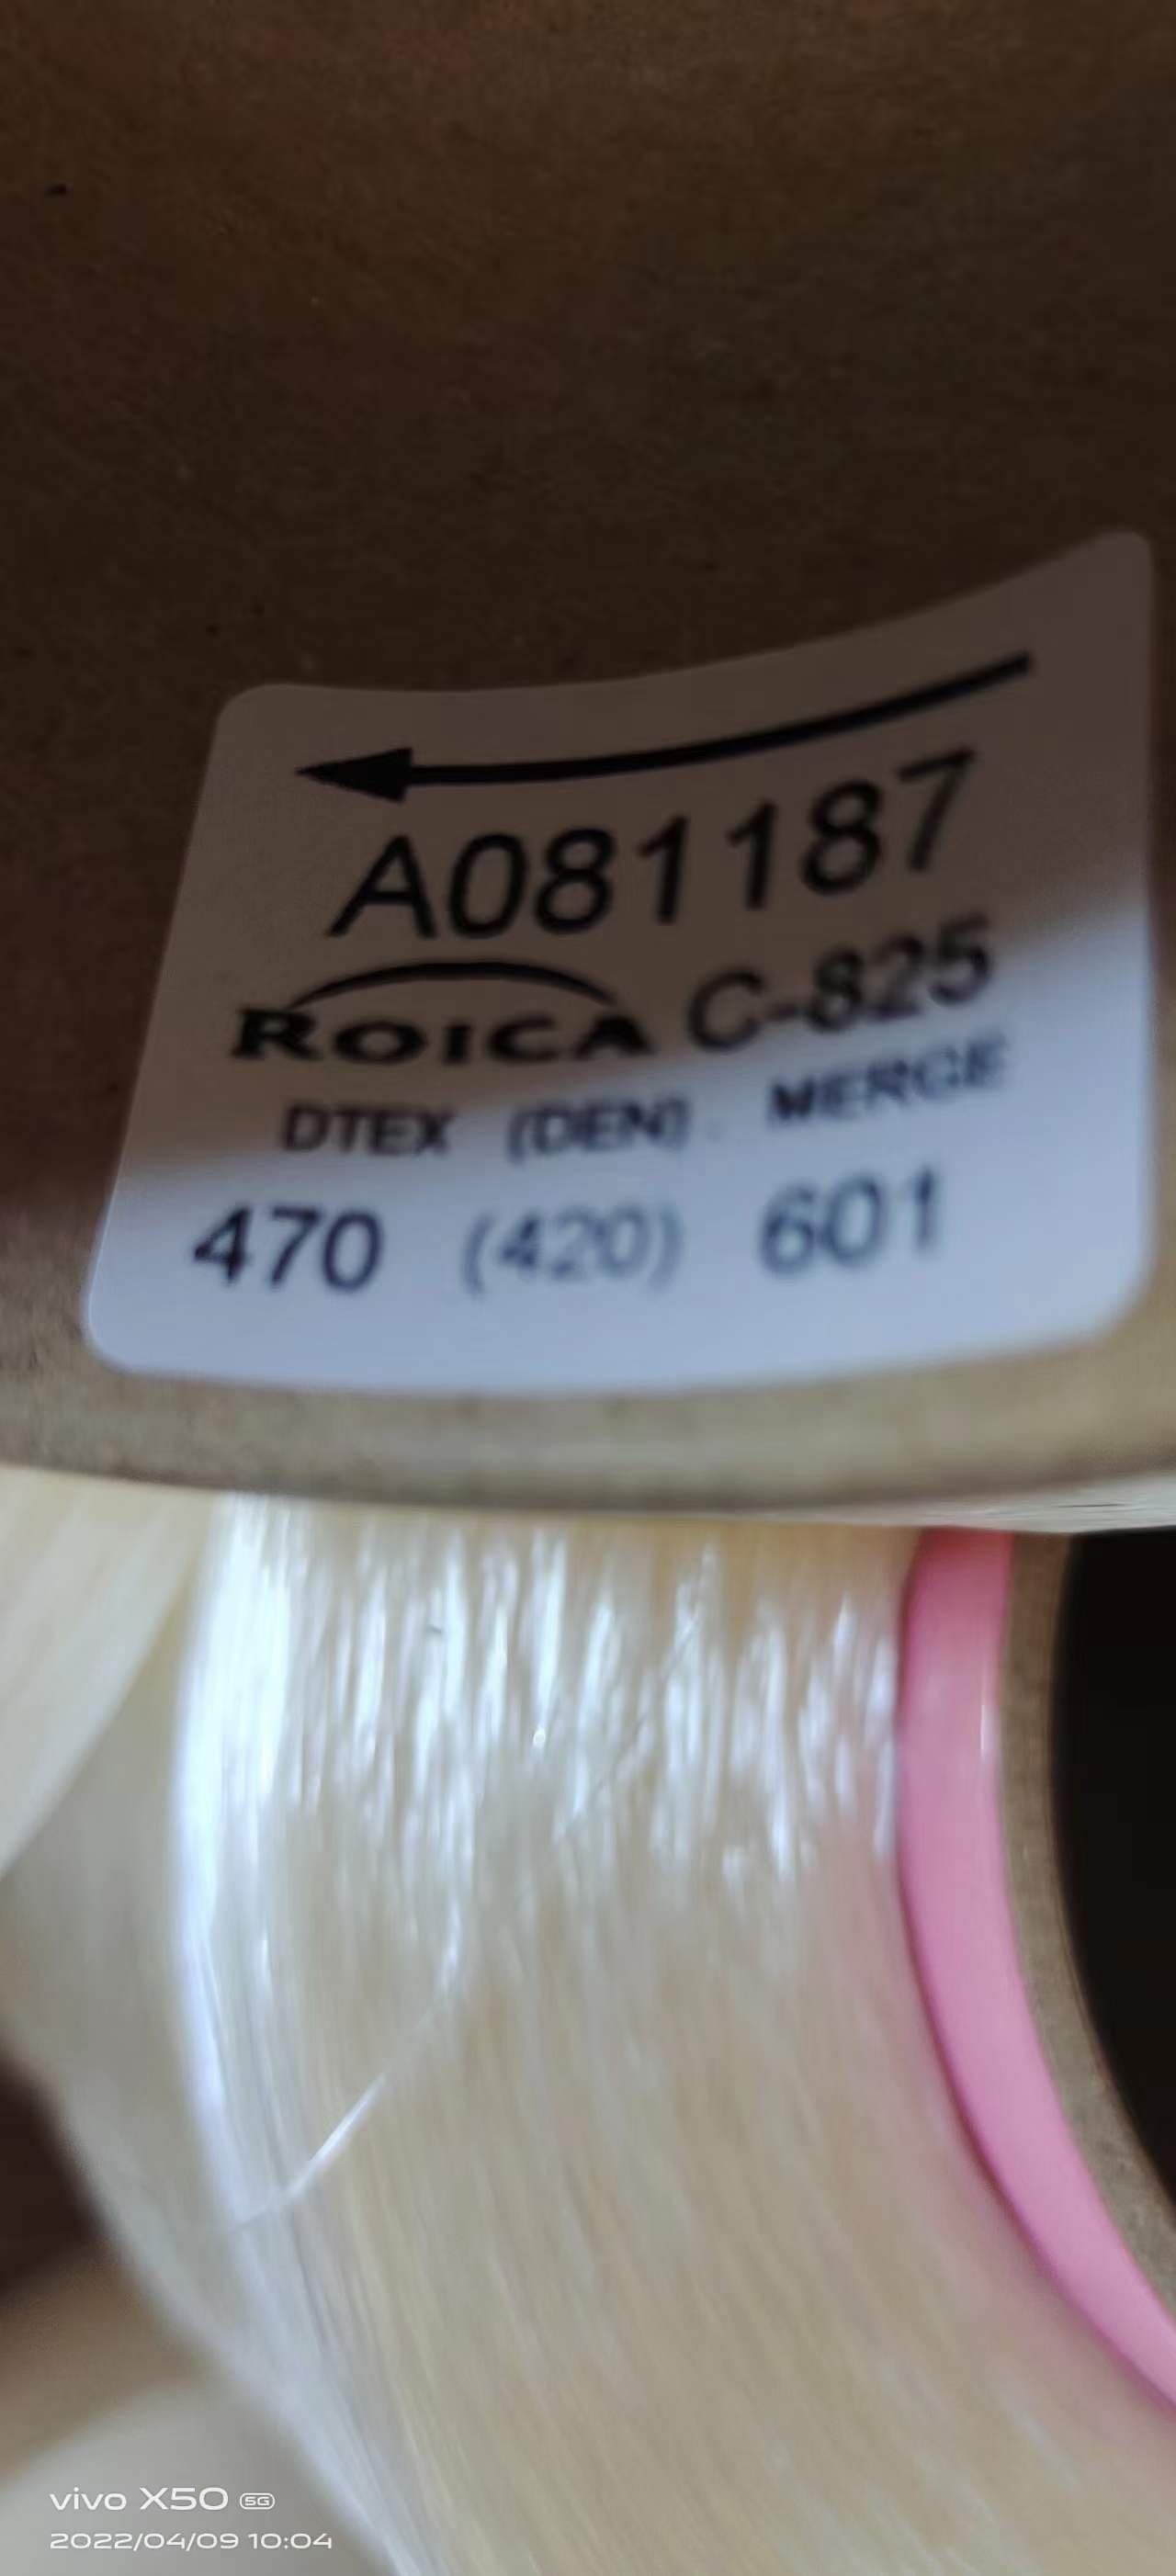 A081187
ROICA C-825
DTEX (DEN) MERGE
470 (420) 601
vivo X50 5G
2022/04/09 10:04